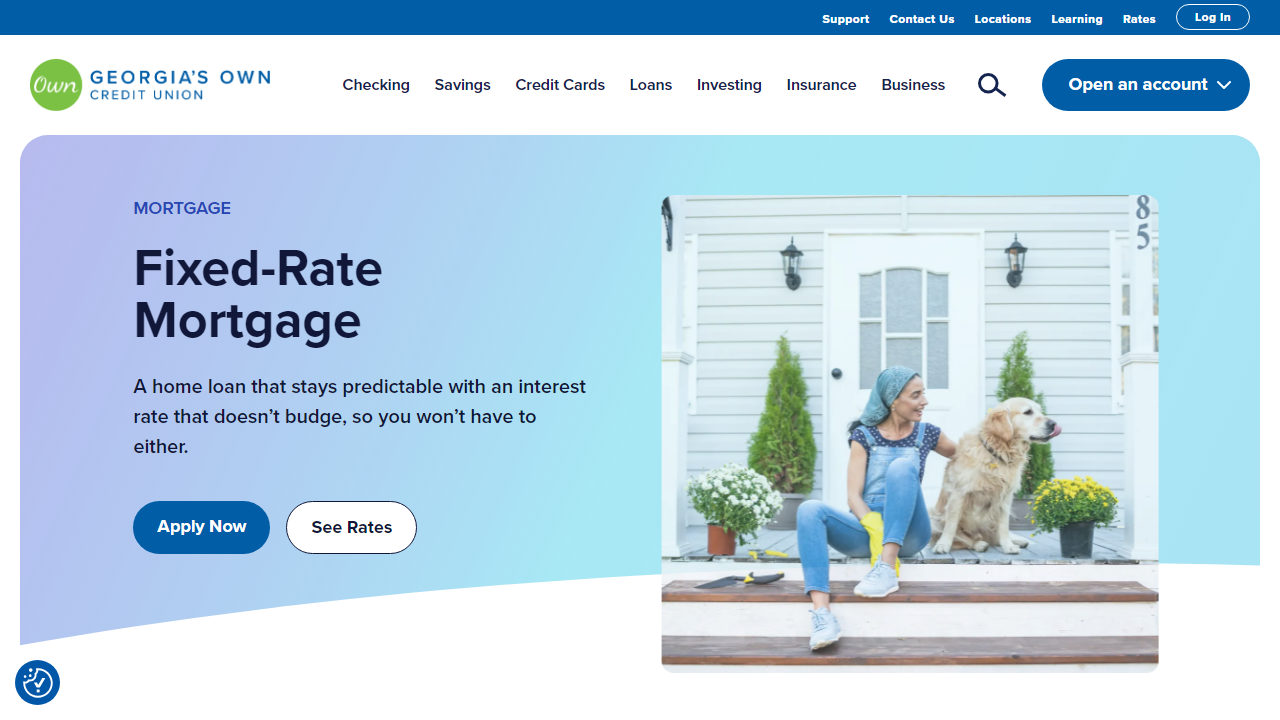 Support Contact Us Locations Learning Rates Log In
Own GEORGIA'S OWN
CREDIT UNION
Checking Savings Credit Cards Loans Investing Insurance Business Open an account
MORTGAGE
Fixed-Rate
Mortgage
A home loan that stays predictable with an interest
rate that doesn't budge, so you won't have to
either.
Apply Now See Rates
8
5